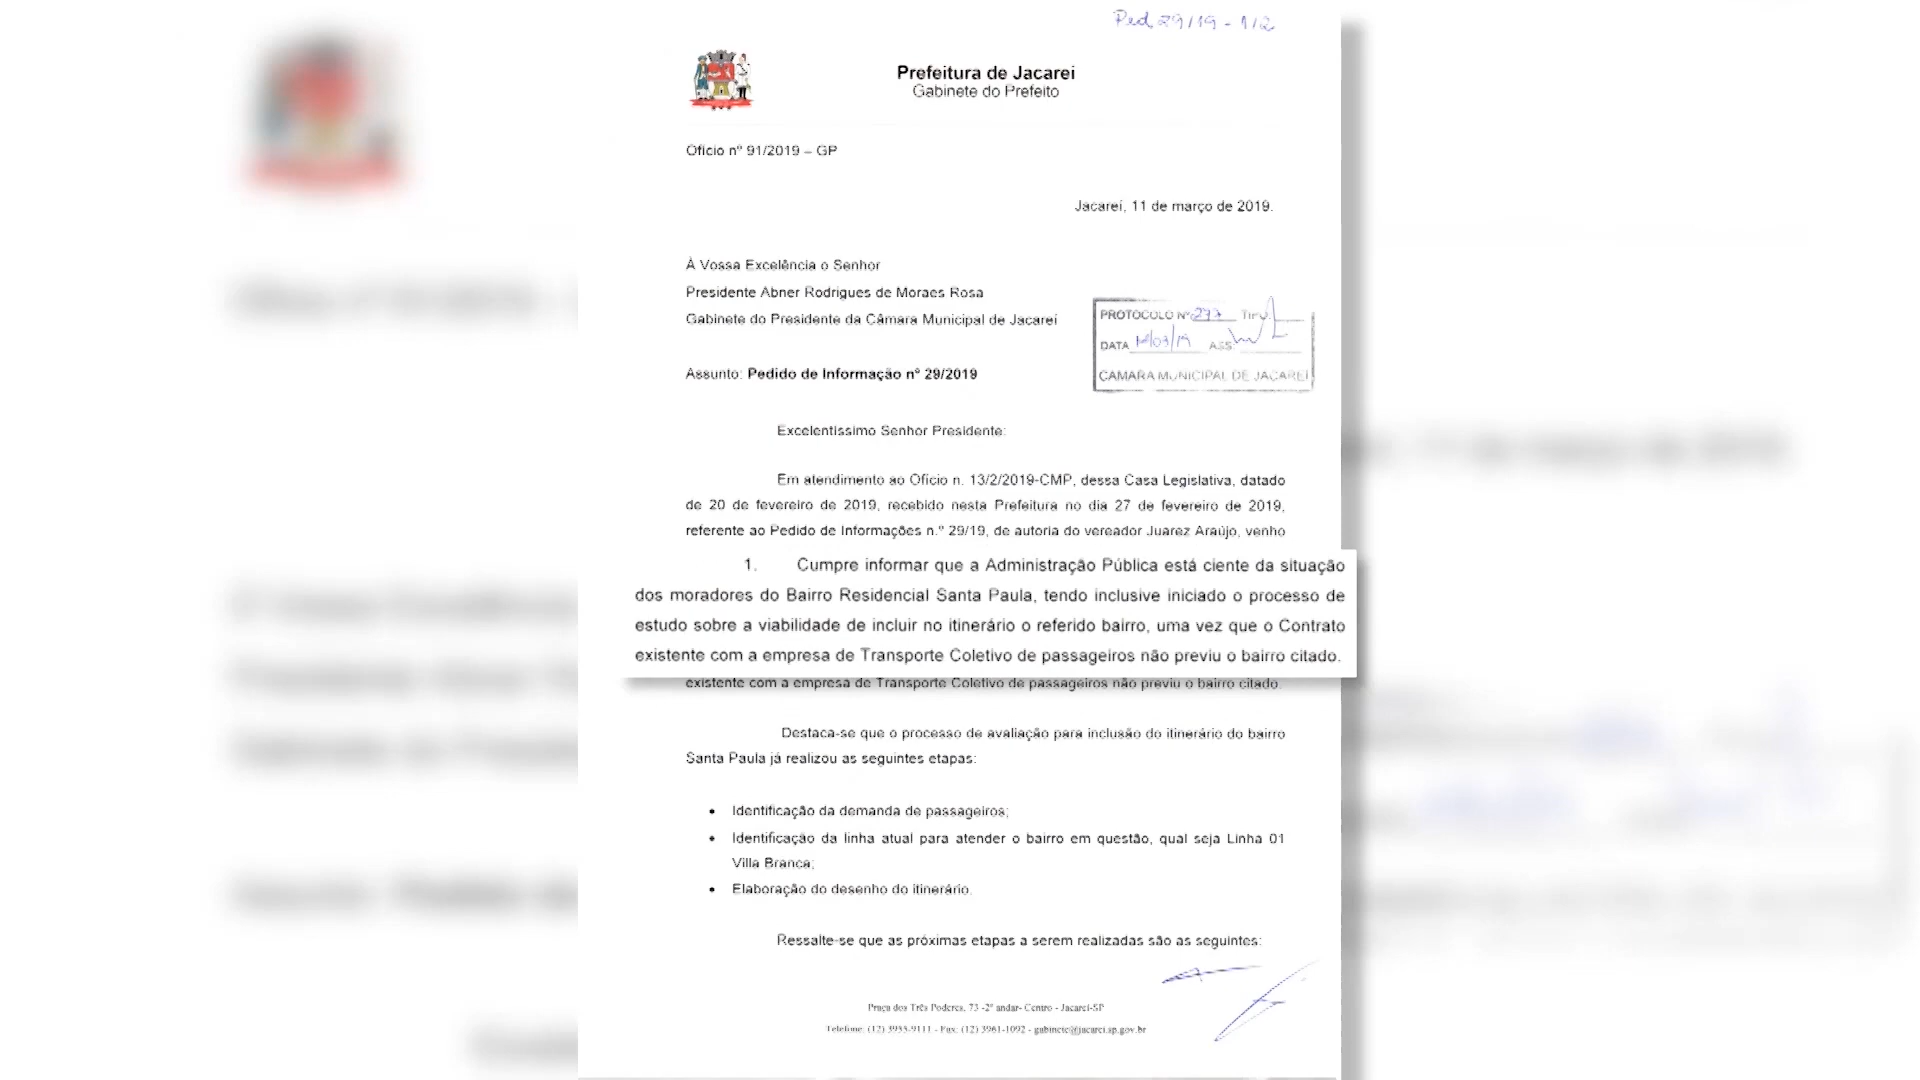 Ped 29/19 - 1/2
Prefeitura de Jacareí
Gabinete do Prefeito
Ofício nº 91/2019 – GP
Jacareí, 11 de março de 2019.
À Vossa Excelência o Senhor
Presidente Abner Rodrigues de Moraes Rosa
Gabinete do Presidente da Câmara Municipal de Jacareí
PROTOCOLO Nº 277 TIPO
DATA /03/19 ASS:
CÂMARA MUNICIPAL DE JACAREÍ
Assunto: Pedido de Informação nº 29/2019
Excelentíssimo Senhor Presidente:
Em atendimento ao Ofício n. 13/2/2019-CMP, dessa Casa Legislativa, datado
de 20 de fevereiro de 2019, recebido nesta Prefeitura no dia 27 de fevereiro de 2019,
referente ao Pedido de Informações n.º 29/19, de autoria do vereador Juarez Araújo, venho
1. Cumpre informar que a Administração Pública está ciente da situação
dos moradores do Bairro Residencial Santa Paula, tendo inclusive iniciado o processo de
estudo sobre a viabilidade de incluir no itinerário o referido bairro, uma vez que o Contrato
existente com a empresa de Transporte Coletivo de passageiros não previu o bairro citado.
existente com a empresa de Transporte Coletivo de passageiros não previu o bairro citado.
Destaca-se que o processo de avaliação para inclusão do itinerário do bairro
Santa Paula já realizou as seguintes etapas:
• Identificação da demanda de passageiros;
• Identificação da linha atual para atender o bairro em questão, qual seja Linha 01
Villa Branca;
• Elaboração do desenho do itinerário.
Ressalte-se que as próximas etapas a serem realizadas são as seguintes:
Praça dos Três Poderes, 73 -2º andar- Centro - Jacareí-SP
Telefone: (12) 3955-9111 - Fax: (12) 3961-1092 - gabinete@jacarei.sp.gov.br